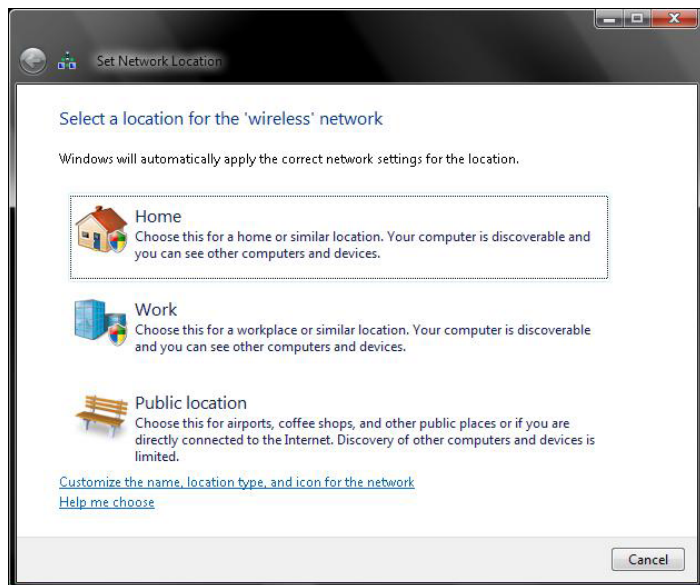 Set Network Location
Select a location for the 'wireless' network
Windows will automatically apply the correct network settings for the location.
Home
Choose this for a home or similar location. Your computer is discoverable and
you can see other computers and devices.
Work
Choose this for a workplace or similar location. Your computer is discoverable
and you can see other computers and devices.
Public location
Choose this for airports, coffee shops, and other public places or if you are
directly connected to the Internet. Discovery of other computers and devices is
limited.
Customize the name, location type, and icon for the network
Help me choose
Cancel